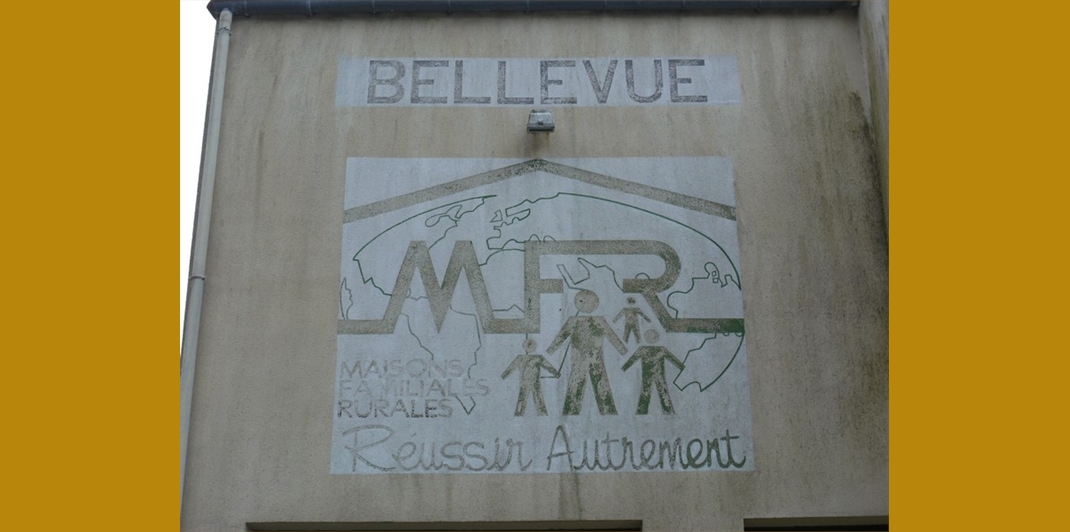 BELLEVUE
MFR
MAISONS
FAMILIALES
RURALES
Réussir Autrement